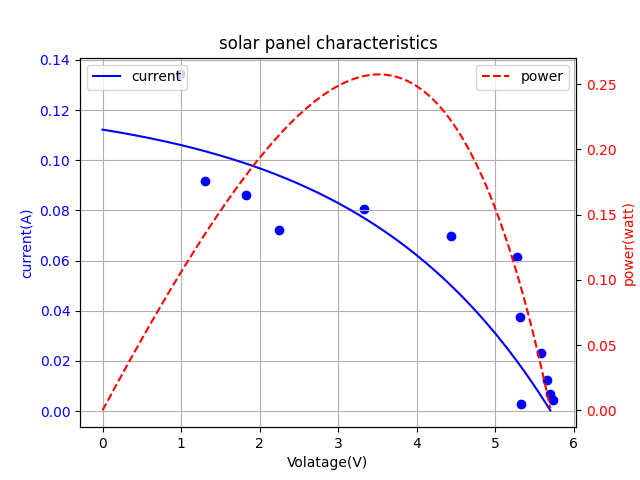 solar panel characteristics
current
power
current(A)
0.14
0.12
0.10
0.08
0.06
0.04
0.02
0.00
0.25
0.20
0.15
0.10
0.05
0.00
power(watt)
0 1 2 3 4 5 6
Volatage(V)